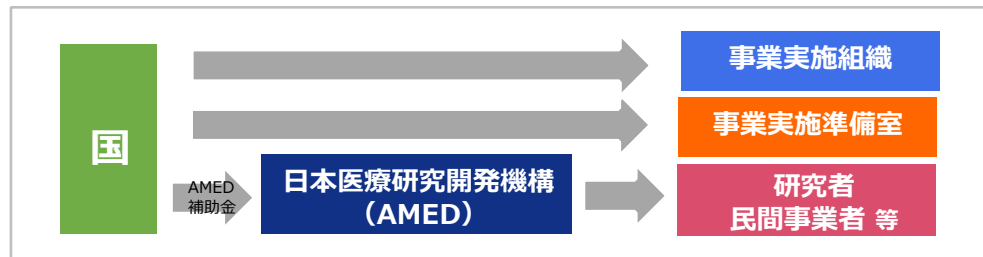 国
事業実施組織
事業実施準備室
AMED
補助金
日本医療研究開発機構
（AMED）
研究者
民間事業者 等